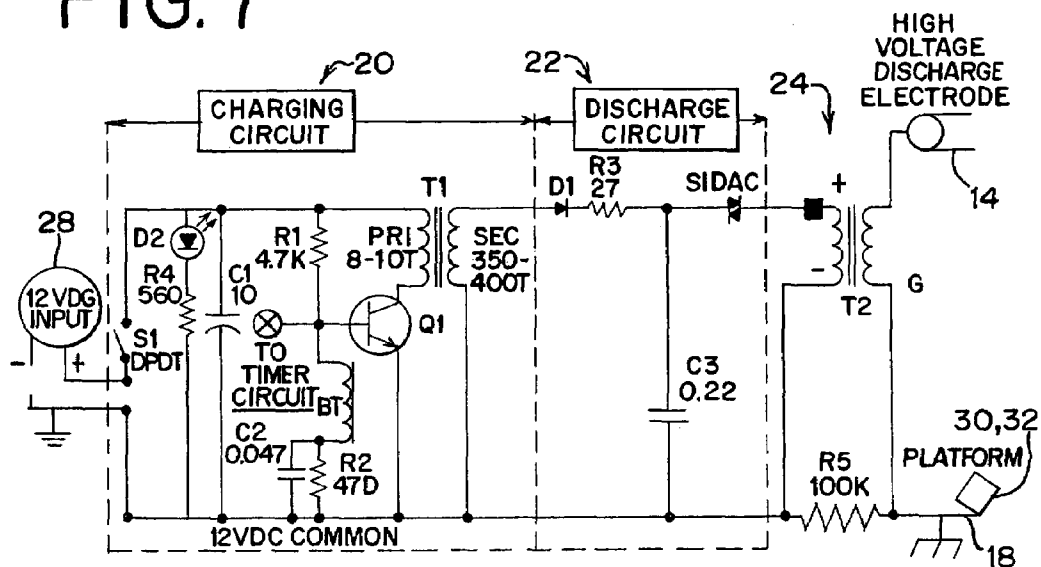 FIG. 7
HIGH
VOLTAGE
DISCHARGE
ELECTRODE
20
22
24
CHARGING
CIRCUIT
DISCHARGE
CIRCUIT
14
28
12 VDG
INPUT
- +
S1
DPDT
D2
R4
560
C1
10
R1
4.7K
T1
PRI
8-10T
SEC
350-
400T
Q1
TO
TIMER
CIRCUIT
BT
C2
0.047
R2
47D
12VDC COMMON
D1
R3
27
SIDAC
C3
0.22
+
-
T2
G
R5
100K
30,32
PLATFORM
18